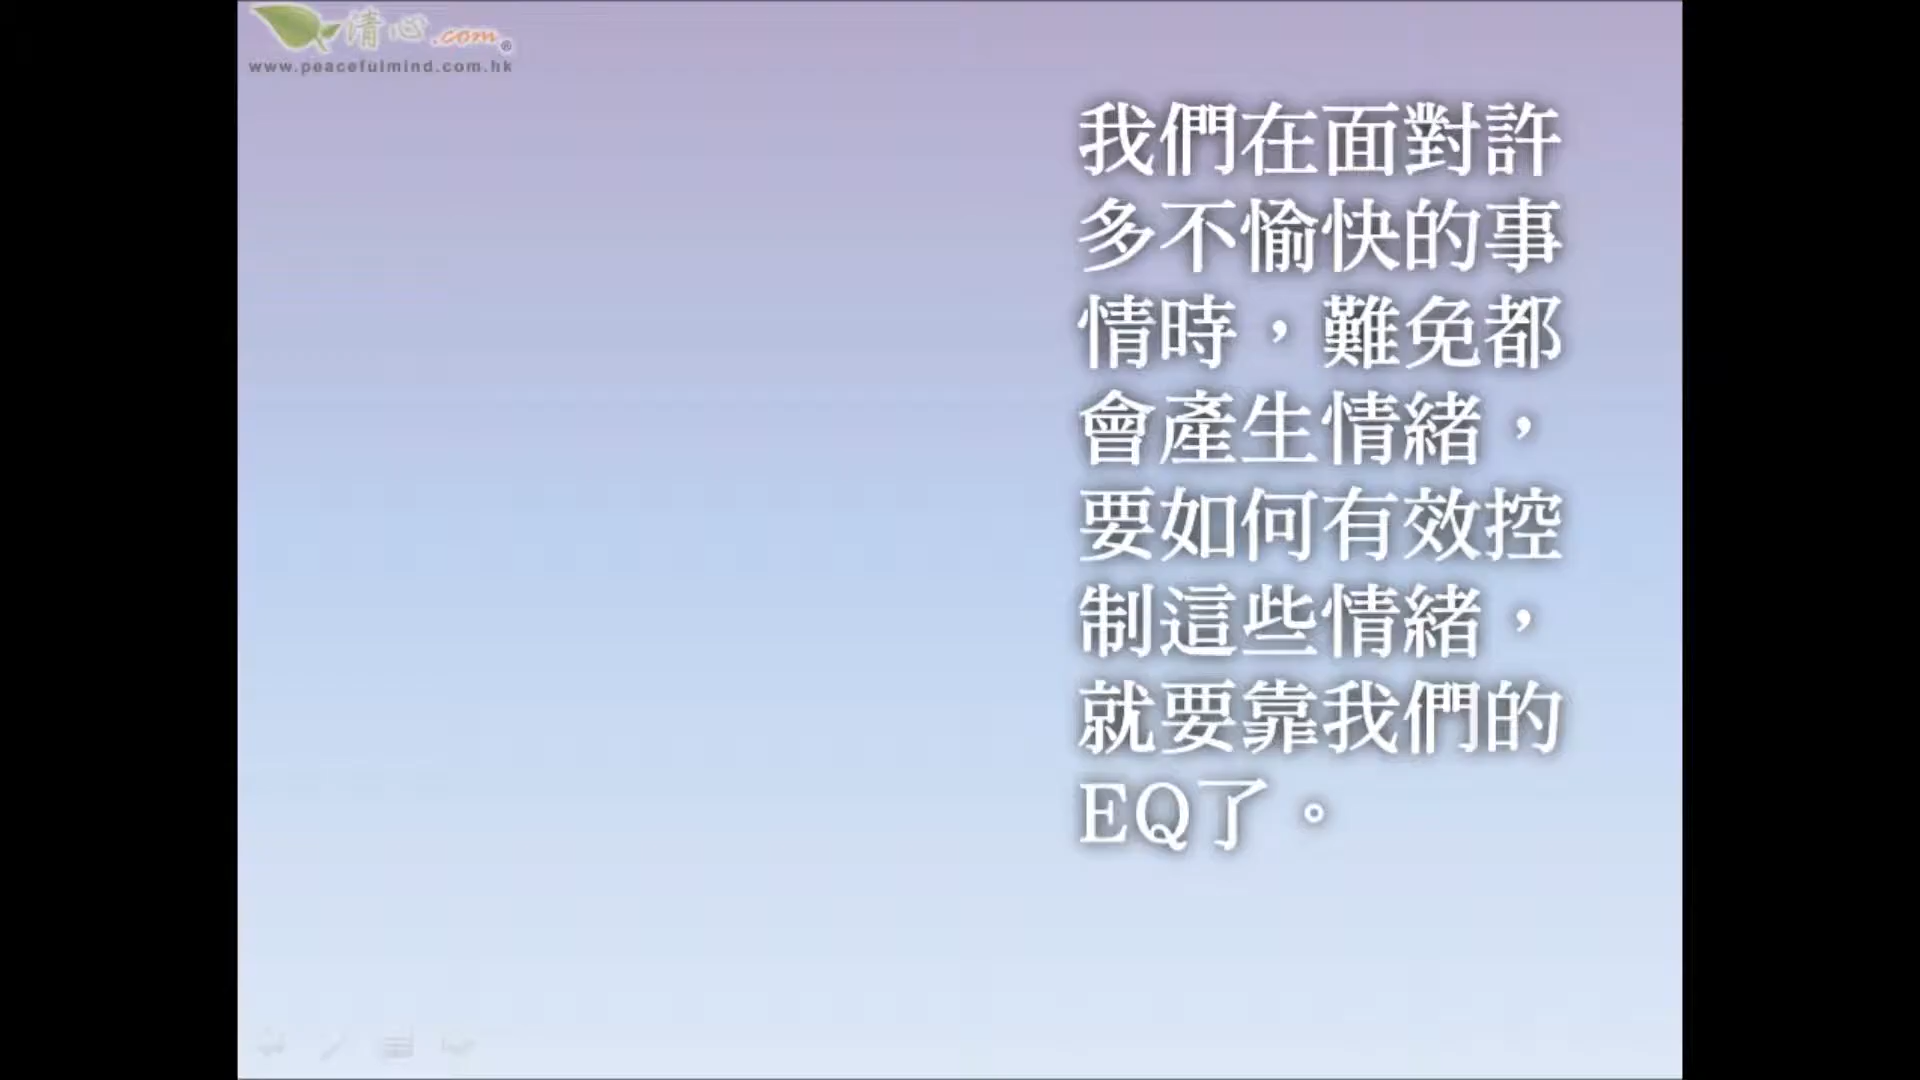 清心.com®
www.peacefulmind.com.hk
我們在面對許
多不愉快的事
情時，難免都
會產生情緒，
要如何有效控
制這些情緒，
就要靠我們的
EQ了。